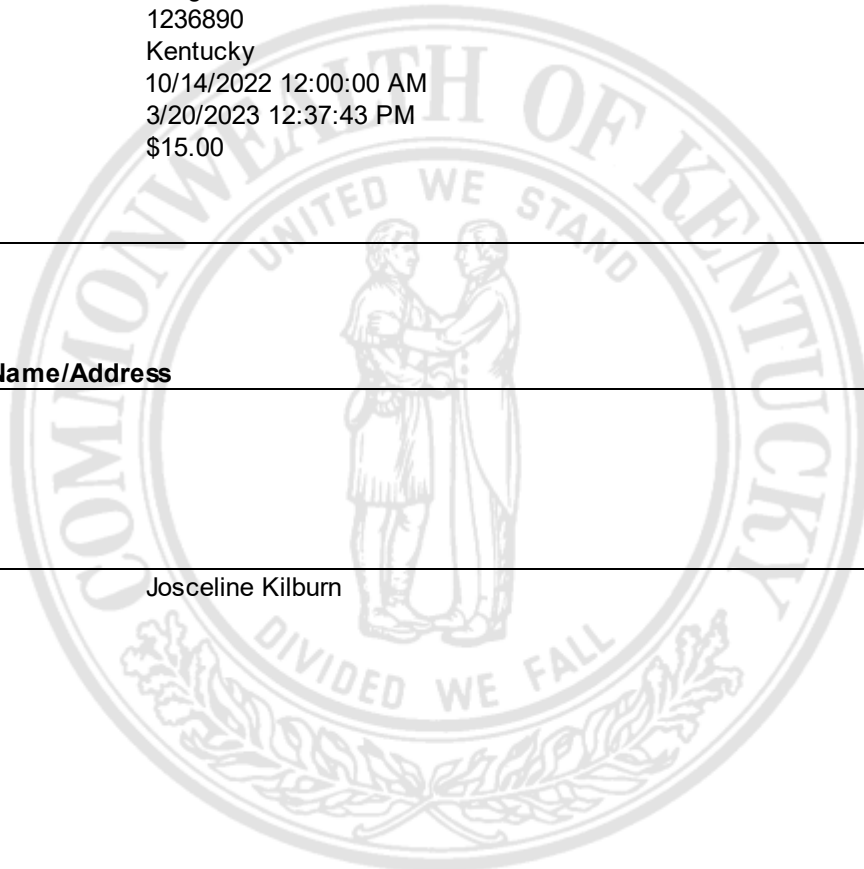 1236890
Kentucky
10/14/2022 12:00:00 AM
3/20/2023 12:37:43 PM
$15.00
COMMONWEALTH OF KENTUCKY
UNITED WE STAND
Name/Address
Josceline Kilburn
DIVIDED WE FALL